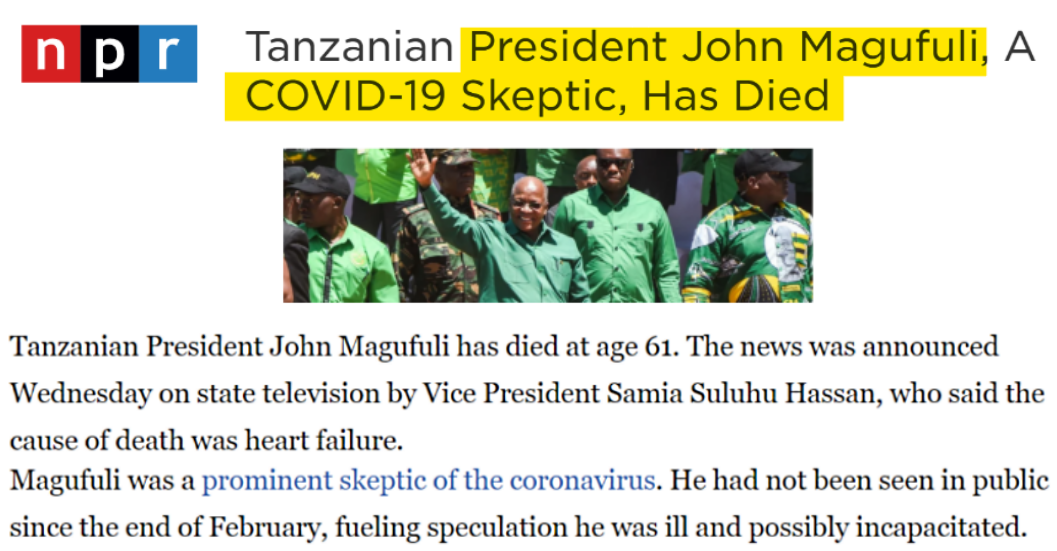 npr
Tanzanian President John Magufuli, A
COVID-19 Skeptic, Has Died
Tanzanian President John Magufuli has died at age 61. The news was announced
Wednesday on state television by Vice President Samia Suluhu Hassan, who said the
cause of death was heart failure.
Magufuli was a prominent skeptic of the coronavirus. He had not been seen in public
since the end of February, fueling speculation he was ill and possibly incapacitated.